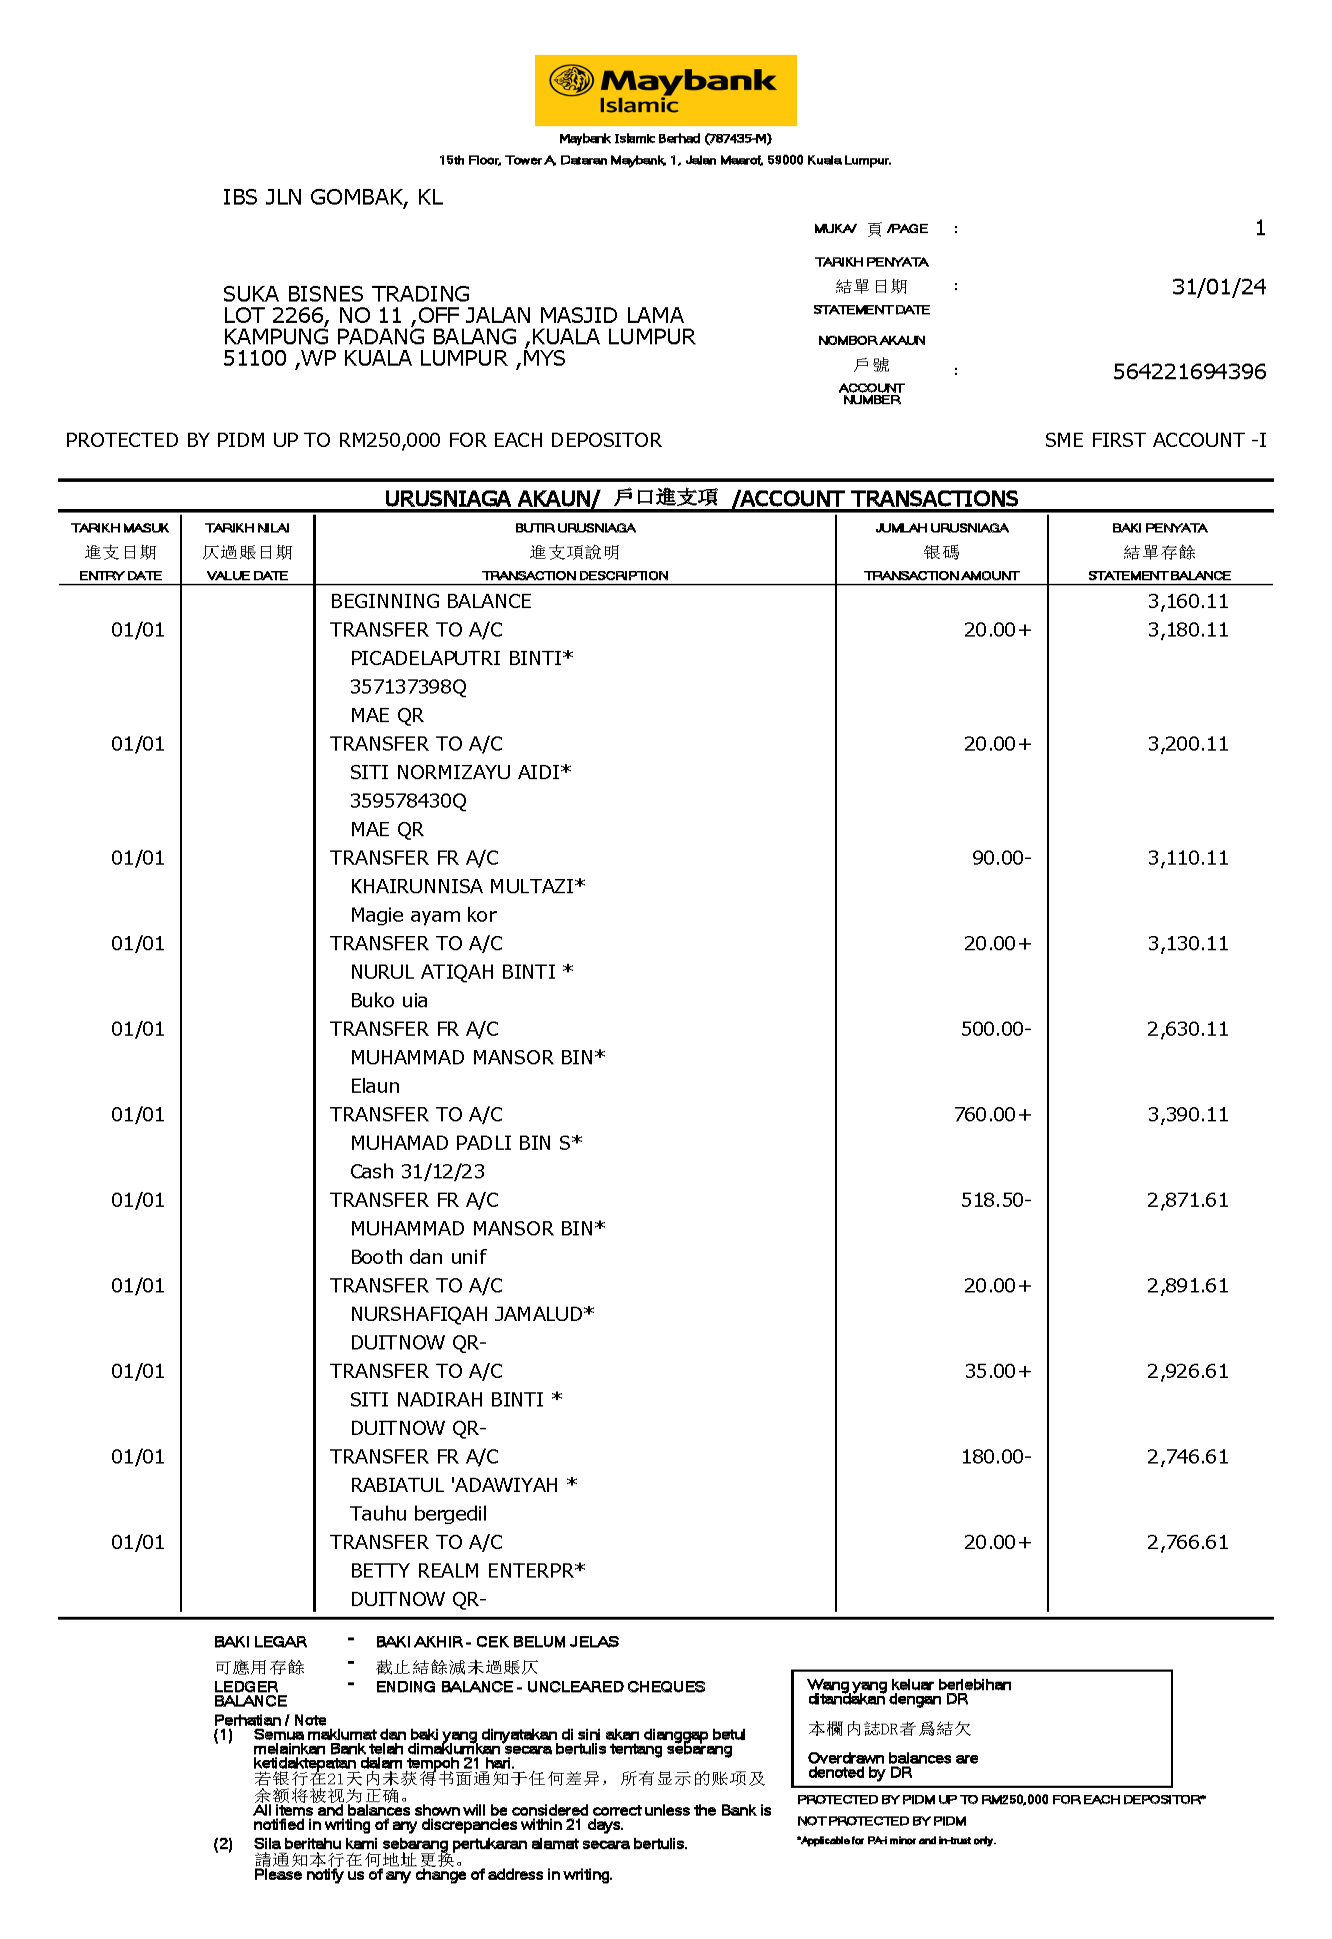 Maybank
Islamic
Maybank Islamic Berhad (787435-M)
15th Floor, Tower A, Dataran Maybank, 1, Jalan Maarof, 59000 Kuala Lumpur.
IBS JLN GOMBAK, KL
MUKA/ 頁 /PAGE : 1
TARIKH PENYATA
結單日期 : 31/01/24
STATEMENT DATE
SUKA BISNES TRADING
LOT 2266, NO 11 ,OFF JALAN MASJID LAMA
KAMPUNG PADANG BALANG ,KUALA LUMPUR
51100 ,WP KUALA LUMPUR ,MYS
NOMBOR AKAUN
戶號 : 564221694396
ACCOUNT
NUMBER
PROTECTED BY PIDM UP TO RM250,000 FOR EACH DEPOSITOR SME FIRST ACCOUNT -I
URUSNIAGA AKAUN/ 戶口進支項 /ACCOUNT TRANSACTIONS
TARIKH MASUK TARIKH NILAI BUTIR URUSNIAGA JUMLAH URUSNIAGA BAKI PENYATA
進支日期 仄過賬日期 進支項說明 银碼 結單存餘
ENTRY DATE VALUE DATE TRANSACTION DESCRIPTION TRANSACTION AMOUNT STATEMENT BALANCE
BEGINNING BALANCE 3,160.11
01/01 TRANSFER TO A/C 20.00+ 3,180.11
PICADELAPUTRI BINTI*
357137398Q
MAE QR
01/01 TRANSFER TO A/C 20.00+ 3,200.11
SITI NORMIZAYU AIDI*
359578430Q
MAE QR
01/01 TRANSFER FR A/C 90.00- 3,110.11
KHAIRUNNISA MULTAZI*
Magie ayam kor
01/01 TRANSFER TO A/C 20.00+ 3,130.11
NURUL ATIQAH BINTI *
Buko uia
01/01 TRANSFER FR A/C 500.00- 2,630.11
MUHAMMAD MANSOR BIN*
Elaun
01/01 TRANSFER TO A/C 760.00+ 3,390.11
MUHAMAD PADLI BIN S*
Cash 31/12/23
01/01 TRANSFER FR A/C 518.50- 2,871.61
MUHAMMAD MANSOR BIN*
Booth dan unif
01/01 TRANSFER TO A/C 20.00+ 2,891.61
NURSHAFIQAH JAMALUD*
DUITNOW QR-
01/01 TRANSFER TO A/C 35.00+ 2,926.61
SITI NADIRAH BINTI *
DUITNOW QR-
01/01 TRANSFER FR A/C 180.00- 2,746.61
RABIATUL 'ADAWIYAH *
Tauhu bergedil
01/01 TRANSFER TO A/C 20.00+ 2,766.61
BETTY REALM ENTERPR*
DUITNOW QR-
BAKI LEGAR - BAKI AKHIR - CEK BELUM JELAS
可應用存餘 - 截止結餘減未過賬仄
LEDGER - ENDING BALANCE - UNCLEARED CHEQUES
BALANCE
Perhatian / Note
(1) Semua maklumat dan baki yang dinyatakan di sini akan dianggap betul
melainkan Bank telah dimaklumkan secara bertulis tentang sebarang
ketidaktepatan dalam tempoh 21 hari.
若银行在21天内未获得书面通知于任何差异，所有显示的账项及
余额将被视为正确。
All items and balances shown will be considered correct unless the Bank is
notified in writing of any discrepancies within 21 days.
(2) Sila beritahu kami sebarang pertukaran alamat secara bertulis.
請通知本行在何地址更换。
Please notify us of any change of address in writing.
Wang yang keluar berlebihan
ditandakan dengan DR
本欄内誌DR者爲結欠
Overdrawn balances are
denoted by DR
PROTECTED BY PIDM UP TO RM250,000 FOR EACH DEPOSITOR*
NOT PROTECTED BY PIDM
*Applicable for PA-i minor and in-trust only.